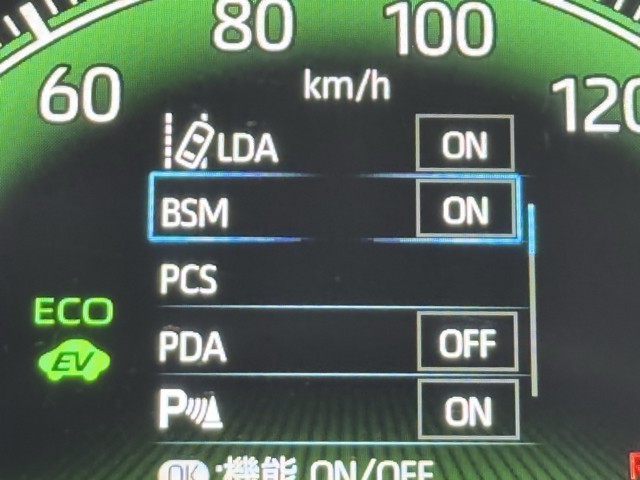 80 100
60 120
km/h
LDA ON
BSM ON
PCS
ECO
PDA OFF
EV
P ON
OK :機能 ON/OFF